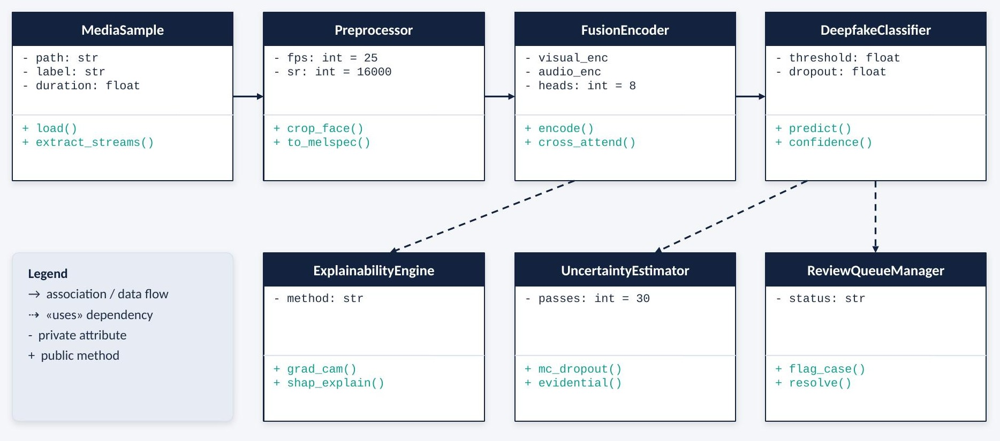 MediaSample
- path: str
- label: str
- duration: float
+ load()
+ extract_streams()
Preprocessor
- fps: int = 25
- sr: int = 16000
+ crop_face()
+ to_melspec()
FusionEncoder
- visual_enc
- audio_enc
- heads: int = 8
+ encode()
+ cross_attend()
DeepfakeClassifier
- threshold: float
- dropout: float
+ predict()
+ confidence()
Legend
→ association / data flow
⇢ «uses» dependency
- private attribute
+ public method
ExplainabilityEngine
- method: str
+ grad_cam()
+ shap_explain()
UncertaintyEstimator
- passes: int = 30
+ mc_dropout()
+ evidential()
ReviewQueueManager
- status: str
+ flag_case()
+ resolve()